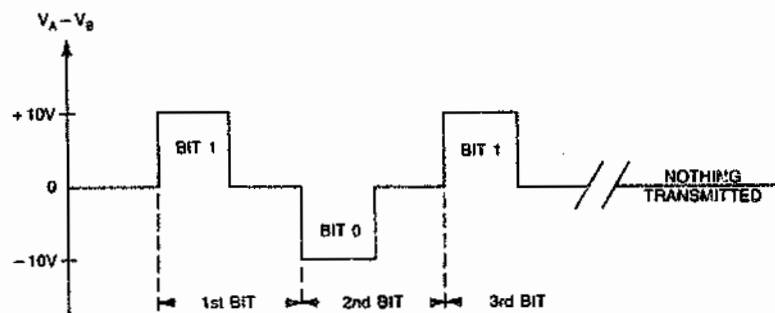 V_A – V_B
+ 10V
BIT 1
BIT 1
0
NOTHING
TRANSMITTED
BIT 0
– 10V
1st BIT
2nd BIT
3rd BIT